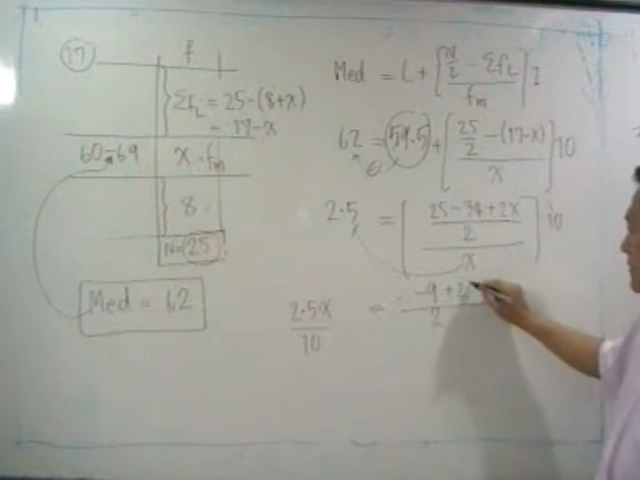 17
f
Σf_L = 25-(8+x)
= 17-x
60-69 x = f_m
8
N=25
Med = 62
Med = L + [N/2 - Σf_L / f_m] I
62 = 59.5 + [25/2 - (17-x) / x] 10
2.5 = [25-34+2x / 2 / x] 10
2.5x / 10 = -9+2 / 2